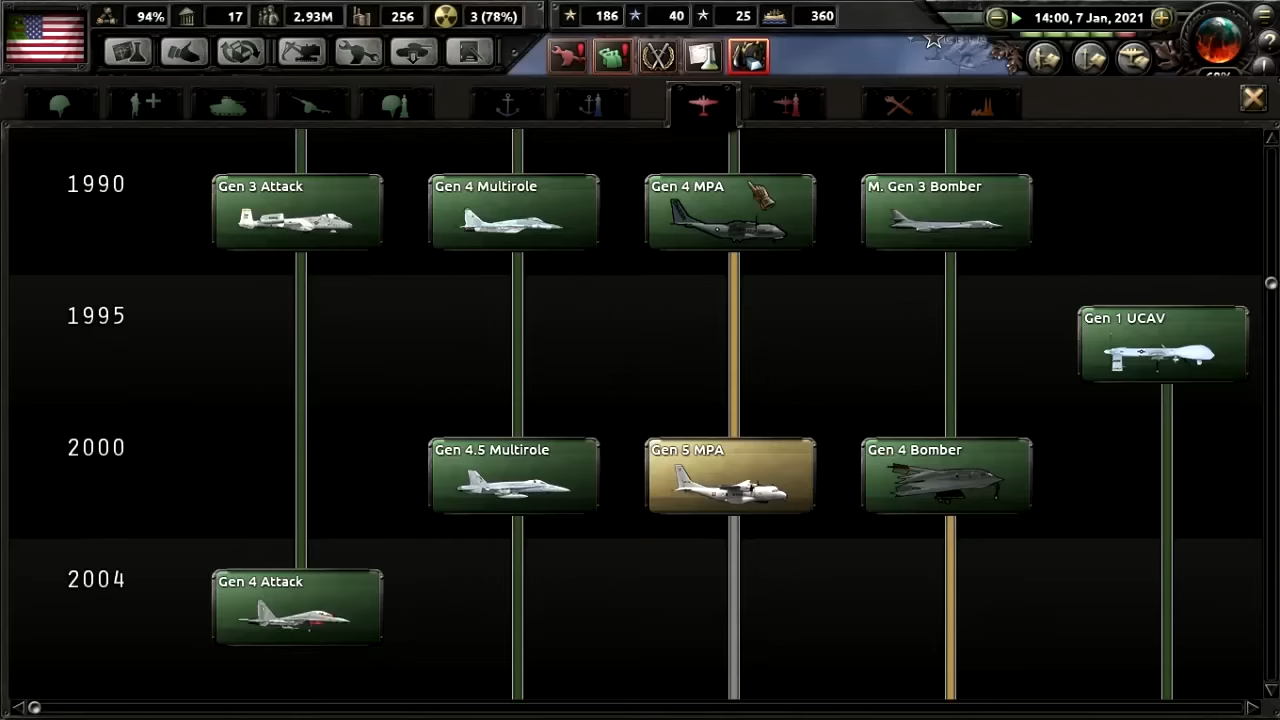 94% 17 2.93M 256 3 (78%) 186 40 25 360 14:00, 7 Jan, 2021
1990
Gen 3 Attack
Gen 4 Multirole
Gen 4 MPA
M. Gen 3 Bomber
1995
Gen 1 UCAV
2000
Gen 4.5 Multirole
Gen 5 MPA
Gen 4 Bomber
2004
Gen 4 Attack